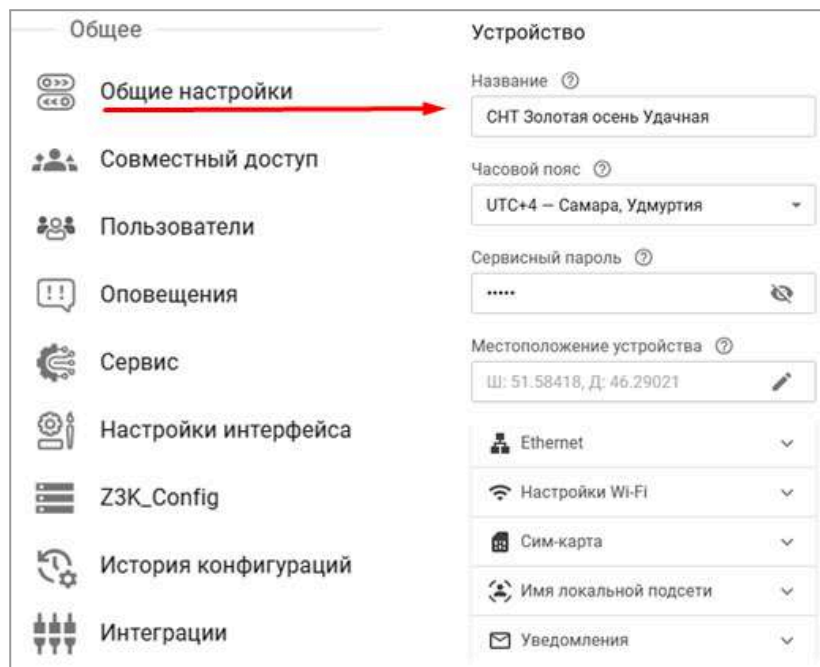 Общее
Общие настройки
Совместный доступ
Пользователи
Оповещения
Сервис
Настройки интерфейса
Z3K_Config
История конфигураций
Интеграции
Устройство
Название
СНТ Золотая осень Удачная
Часовой пояс
UTC+4 — Самара, Удмуртия
Сервисный пароль
•••••
Местоположение устройства
Ш: 51.58418, Д: 46.29021
Ethernet
Настройки Wi-Fi
Сим-карта
Имя локальной подсети
Уведомления